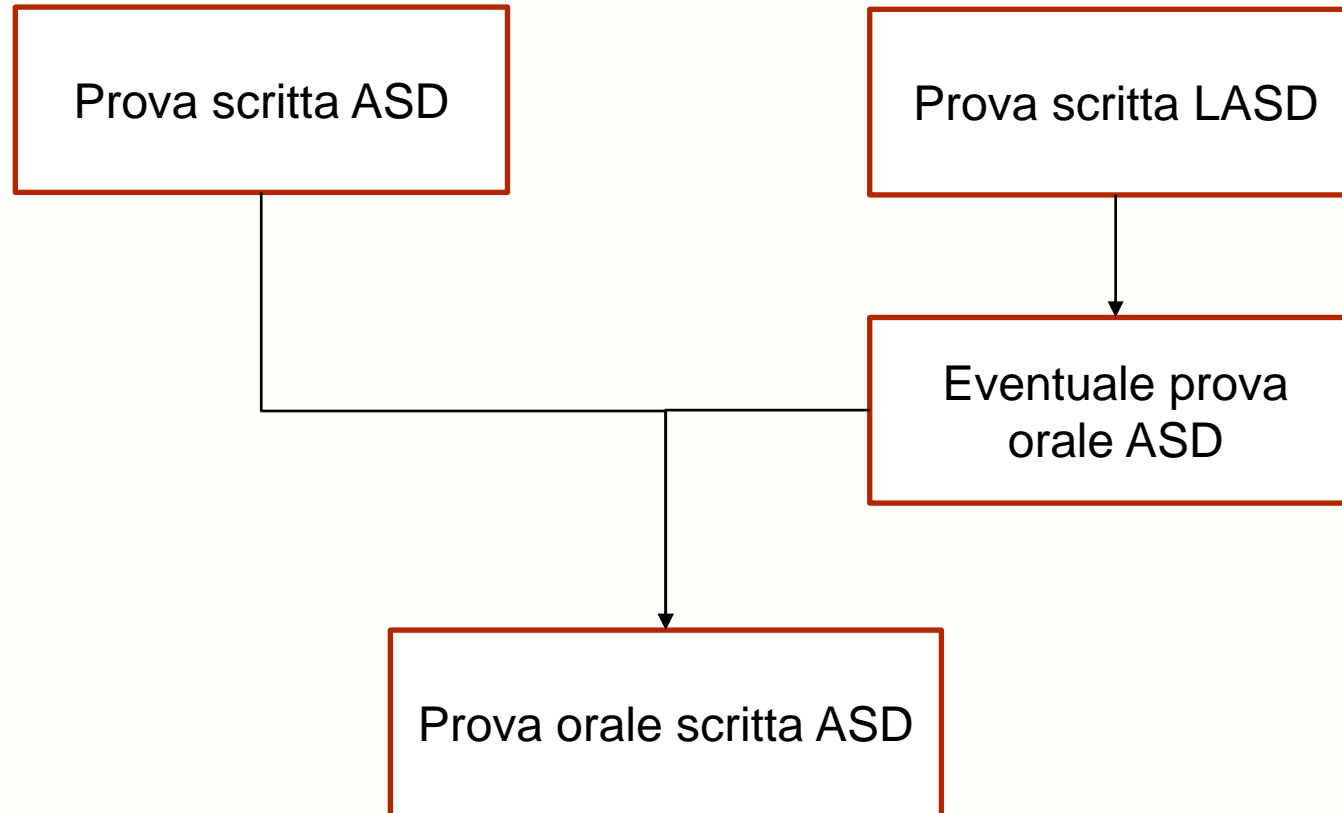 Prova scritta ASD
Prova scritta LASD
Eventuale prova
orale ASD
Prova orale scritta ASD